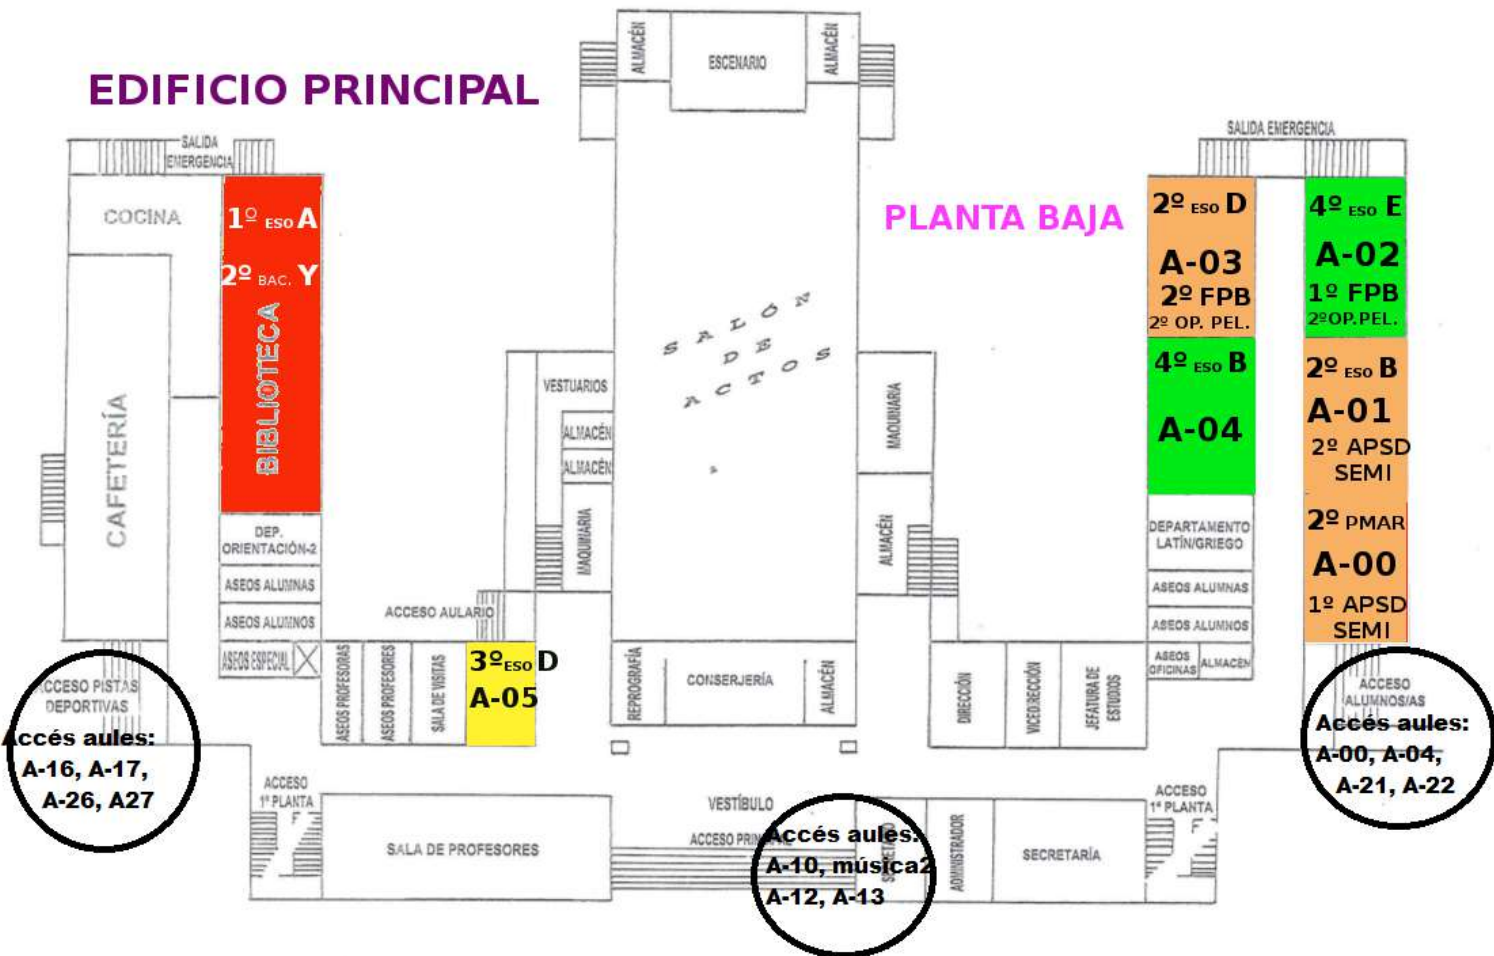 EDIFICIO PRINCIPAL
ALMACÉN
ESCENARIO
ALMACÉN
SALIDA
EMERGENCIA
SALIDA EMERGENCIA
COCINA
1º ESO A
2º BAC. Y
BIBLIOTECA
CAFETERÍA
PLANTA BAJA
SALÓN
DE
ACTOS
2º ESO D
A-03
2º FPB
2º OP. PEL.
4º ESO E
A-02
1º FPB
2ºOP.PEL.
4º ESO B
A-04
2º ESO B
A-01
2º APSD
SEMI
2º PMAR
A-00
1º APSD
SEMI
VESTUARIOS
ALMACÉN
ALMACÉN
MAQUINARIA
MAQUINARIA
ALMACÉN
DEP.
ORIENTACIÓN-2
ASEOS ALUMNAS
ASEOS ALUMNOS
ASEOS ESPECIAL
ACCESO AULARIO
DEPARTAMENTO
LATÍN/GRIEGO
ASEOS ALUMNAS
ASEOS ALUMNOS
ASEOS
OFICINAS
ALMACEN
ASEOS PROFESORAS
ASEOS PROFESORES
SALA DE VISITAS
3º ESO D
A-05
REPROGRAFÍA
CONSERJERÍA
ALMACÉN
DIRECCIÓN
VICEDIRECCIÓN
JEFATURA DE
ESTUDIOS
ACCESO PISTAS
DEPORTIVAS
Accés aules:
A-16, A-17,
A-26, A27
ACCESO
ALUMNOS/AS
Accés aules:
A-00, A-04,
A-21, A-22
ACCESO
1ª PLANTA
SALA DE PROFESORES
VESTÍBULO
ACCESO
Accés aules:
A-10, música2
A-12, A-13
ADMINISTRADOR
SECRETARÍA
ACCESO
1ª PLANTA